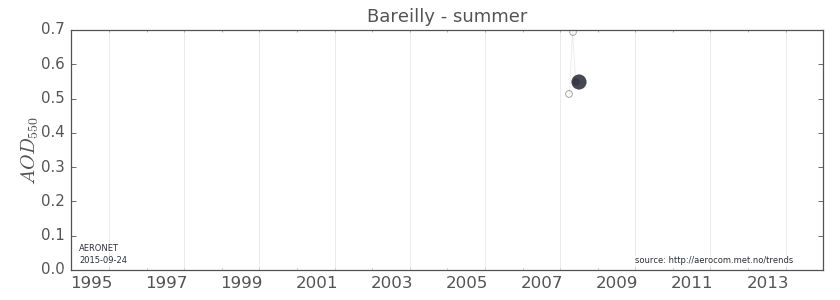 Bareilly - summer
0.7
0.6
0.5
0.4
0.3
0.2
0.1
0.0
AOD550
AERONET
2015-09-24
source: http://aerocom.met.no/trends
1995 1997 1999 2001 2003 2005 2007 2009 2011 2013